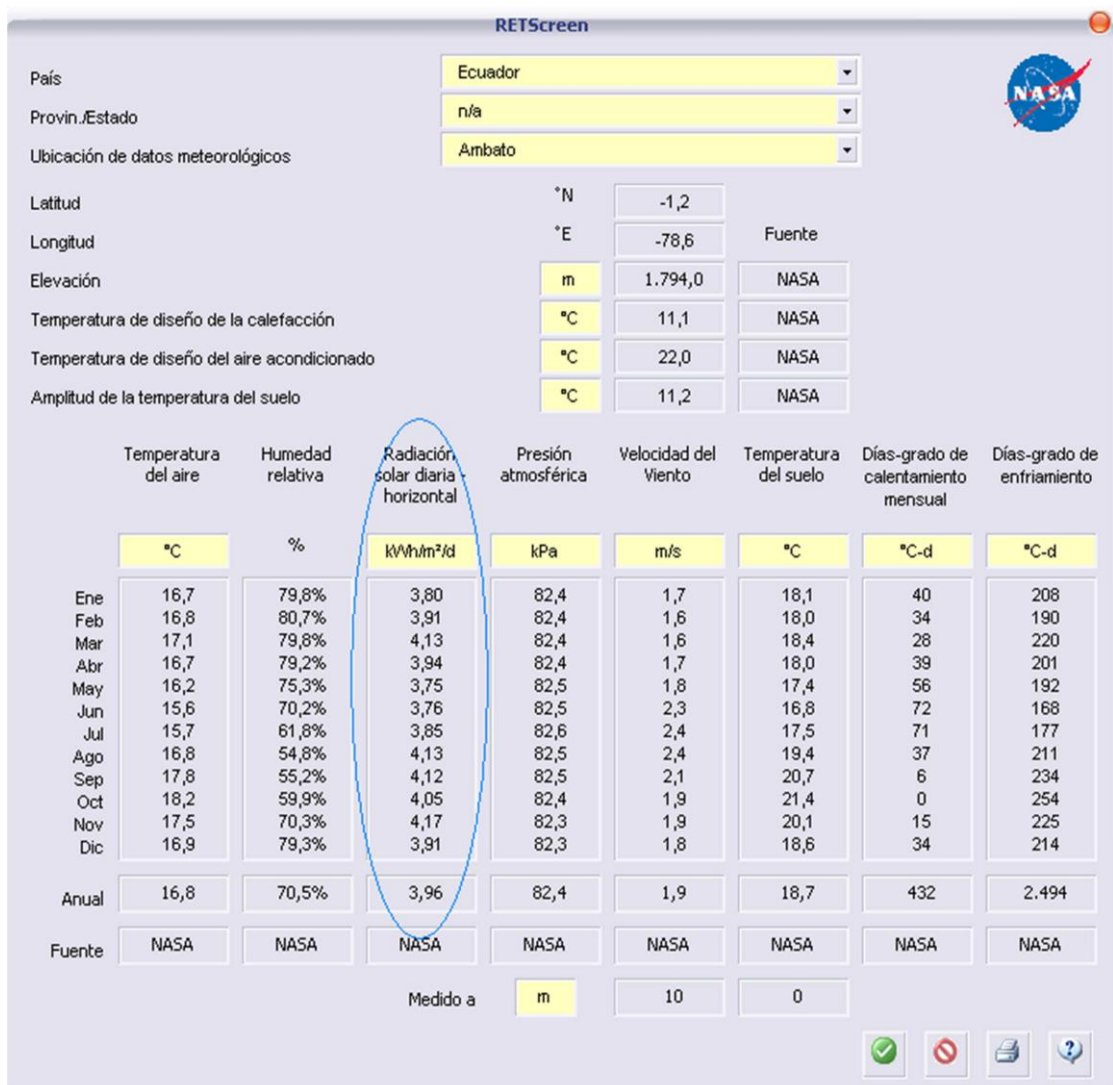 RETScreen
NASA
País
Ecuador
Provin./Estado
n/a
Ubicación de datos meteorológicos
Ambato
Latitud °N -1,2
Longitud °E -78,6 Fuente
Elevación m 1.794,0 NASA
Temperatura de diseño de la calefacción °C 11,1 NASA
Temperatura de diseño del aire acondicionado °C 22,0 NASA
Amplitud de la temperatura del suelo °C 11,2 NASA
Temperatura Humedad Radiación Presión Velocidad del Temperatura Días-grado de Días-grado de
del aire relativa solar diaria - atmosférica Viento del suelo calentamiento enfriamiento
horizontal mensual
°C % kWh/m²/d kPa m/s °C °C-d °C-d
Ene 16,7 79,8% 3,80 82,4 1,7 18,1 40 208
Feb 16,8 80,7% 3,91 82,4 1,6 18,0 34 190
Mar 17,1 79,8% 4,13 82,4 1,6 18,4 28 220
Abr 16,7 79,2% 3,94 82,4 1,7 18,0 39 201
May 16,2 75,3% 3,75 82,5 1,8 17,4 56 192
Jun 15,6 70,2% 3,76 82,5 2,3 16,8 72 168
Jul 15,7 61,8% 3,85 82,6 2,4 17,5 71 177
Ago 16,8 54,8% 4,13 82,5 2,4 19,4 37 211
Sep 17,8 55,2% 4,12 82,5 2,1 20,7 6 234
Oct 18,2 59,9% 4,05 82,4 1,9 21,4 0 254
Nov 17,5 70,3% 4,17 82,3 1,9 20,1 15 225
Dic 16,9 79,3% 3,91 82,3 1,8 18,6 34 214
Anual 16,8 70,5% 3,96 82,4 1,9 18,7 432 2.494
Fuente NASA NASA NASA NASA NASA NASA NASA NASA
Medido a m 10 0